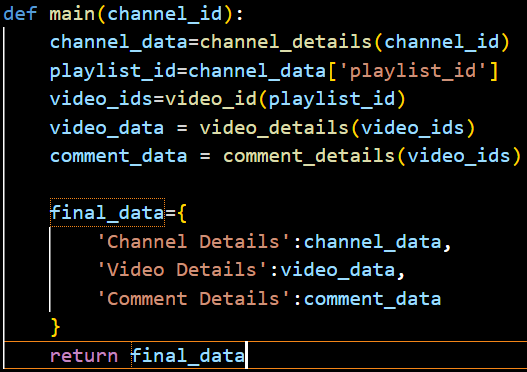 def main(channel_id):
    channel_data=channel_details(channel_id)
    playlist_id=channel_data['playlist_id']
    video_ids=video_id(playlist_id)
    video_data = video_details(video_ids)
    comment_data = comment_details(video_ids)
    final_data={
        'Channel Details':channel_data,
        'Video Details':video_data,
        'Comment Details':comment_data
    }
    return final_data